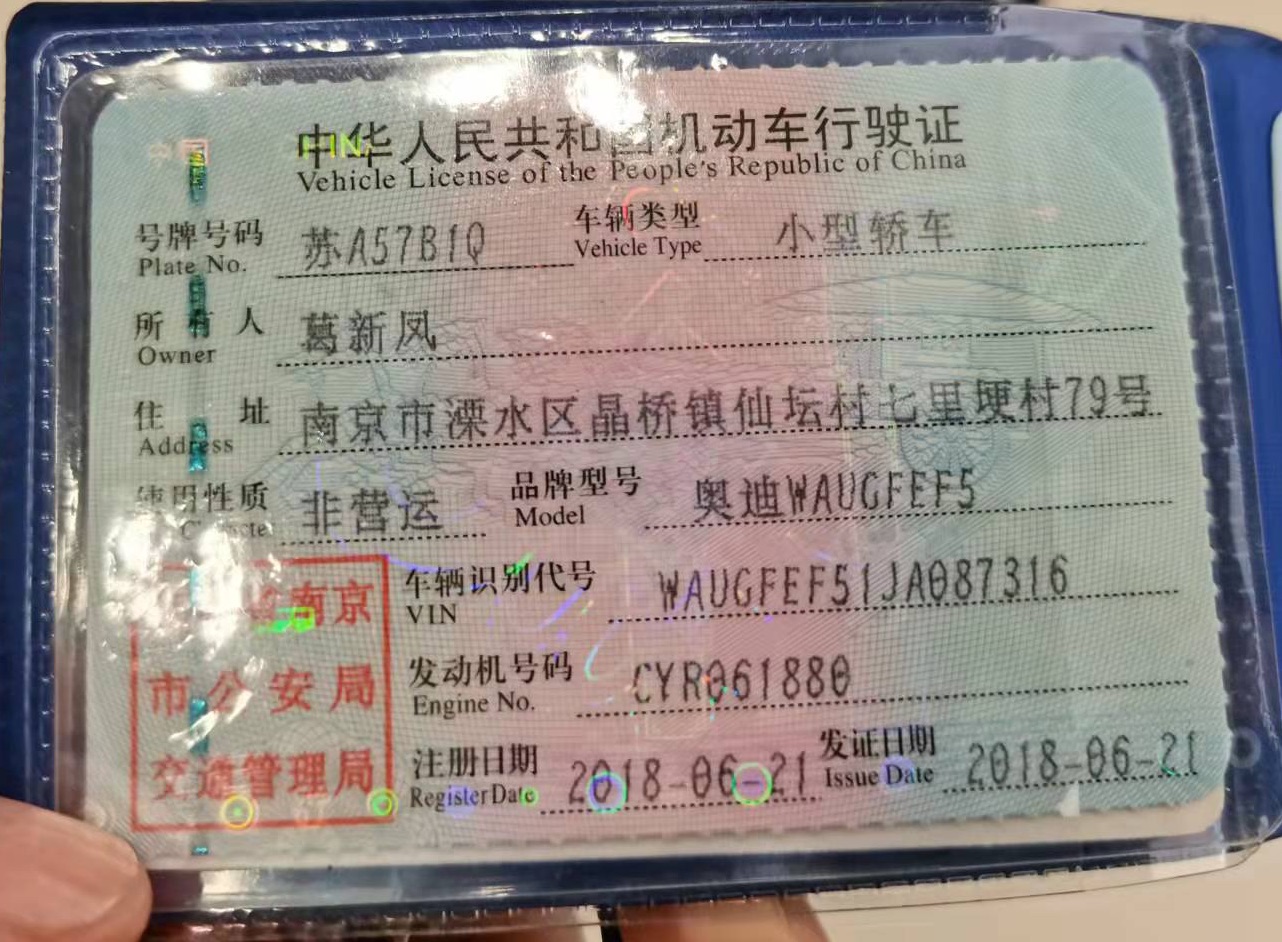 中华人民共和国机动车行驶证
Vehicle License of the People's Republic of China
号牌号码 苏A57B1Q 车辆类型 小型轿车
Plate No. Vehicle Type
所有人 葛新凤
Owner
住址 南京市溧水区晶桥镇仙坛村七里埂村79号
Address
使用性质 非营运 品牌型号 奥迪WAUGFEF5
Model
车辆识别代号 WAUGFEF51JA087316
VIN
发动机号码 CYR061880
Engine No.
注册日期 2018-06-21 发证日期 2018-06-21
Register Date Issue Date
南京
市公安局
交通管理局